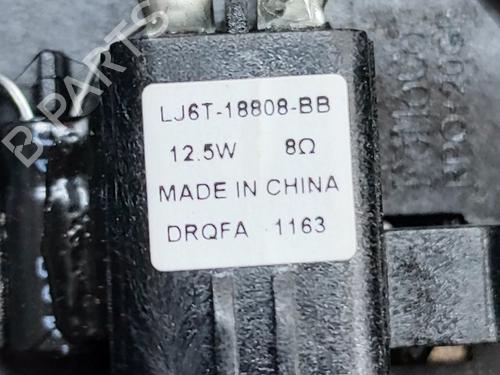 B-PARTS
LJ6T-18808-BB
12.5W 8Ω
MADE IN CHINA
DRQFA 1163